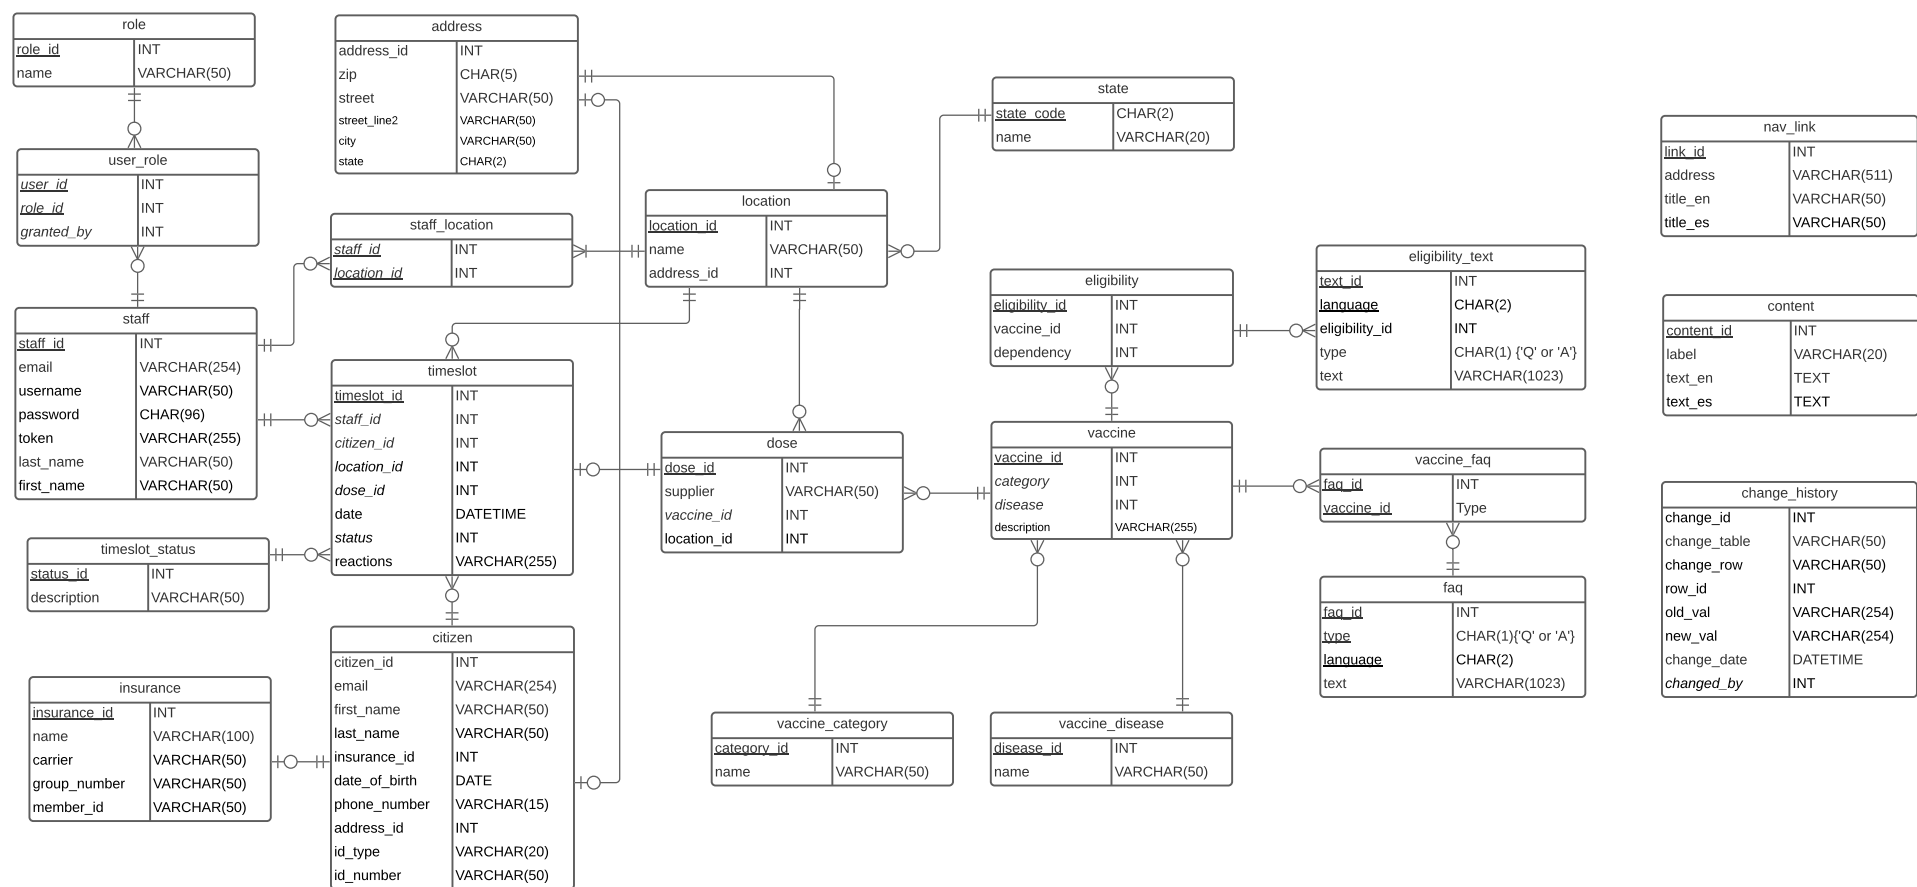 role
role_id INT
name VARCHAR(50)
user_role
user_id INT
role_id INT
granted_by INT
staff
staff_id INT
email VARCHAR(254)
username VARCHAR(50)
password CHAR(96)
token VARCHAR(255)
last_name VARCHAR(50)
first_name VARCHAR(50)
timeslot_status
status_id INT
description VARCHAR(50)
insurance
insurance_id INT
name VARCHAR(100)
carrier VARCHAR(50)
group_number VARCHAR(50)
member_id VARCHAR(50)
address
address_id INT
zip CHAR(5)
street VARCHAR(50)
street_line2 VARCHAR(50)
city VARCHAR(50)
state CHAR(2)
staff_location
staff_id INT
location_id INT
timeslot
timeslot_id INT
staff_id INT
citizen_id INT
location_id INT
dose_id INT
date DATETIME
status INT
reactions VARCHAR(255)
citizen
citizen_id INT
email VARCHAR(254)
first_name VARCHAR(50)
last_name VARCHAR(50)
insurance_id INT
date_of_birth DATE
phone_number VARCHAR(15)
address_id INT
id_type VARCHAR(20)
id_number VARCHAR(50)
location
location_id INT
name VARCHAR(50)
address_id INT
dose
dose_id INT
supplier VARCHAR(50)
vaccine_id INT
location_id INT
vaccine_category
category_id INT
name VARCHAR(50)
state
state_code CHAR(2)
name VARCHAR(20)
eligibility
eligibility_id INT
vaccine_id INT
dependency INT
vaccine
vaccine_id INT
category INT
disease INT
description VARCHAR(255)
vaccine_disease
disease_id INT
name VARCHAR(50)
eligibility_text
text_id INT
language CHAR(2)
eligibility_id INT
type CHAR(1) {'Q' or 'A'}
text VARCHAR(1023)
vaccine_faq
faq_id INT
vaccine_id Type
faq
faq_id INT
type CHAR(1){'Q' or 'A'}
language CHAR(2)
text VARCHAR(1023)
nav_link
link_id INT
address VARCHAR(511)
title_en VARCHAR(50)
title_es VARCHAR(50)
content
content_id INT
label VARCHAR(20)
text_en TEXT
text_es TEXT
change_history
change_id INT
change_table VARCHAR(50)
change_row VARCHAR(50)
row_id INT
old_val VARCHAR(254)
new_val VARCHAR(254)
change_date DATETIME
changed_by INT